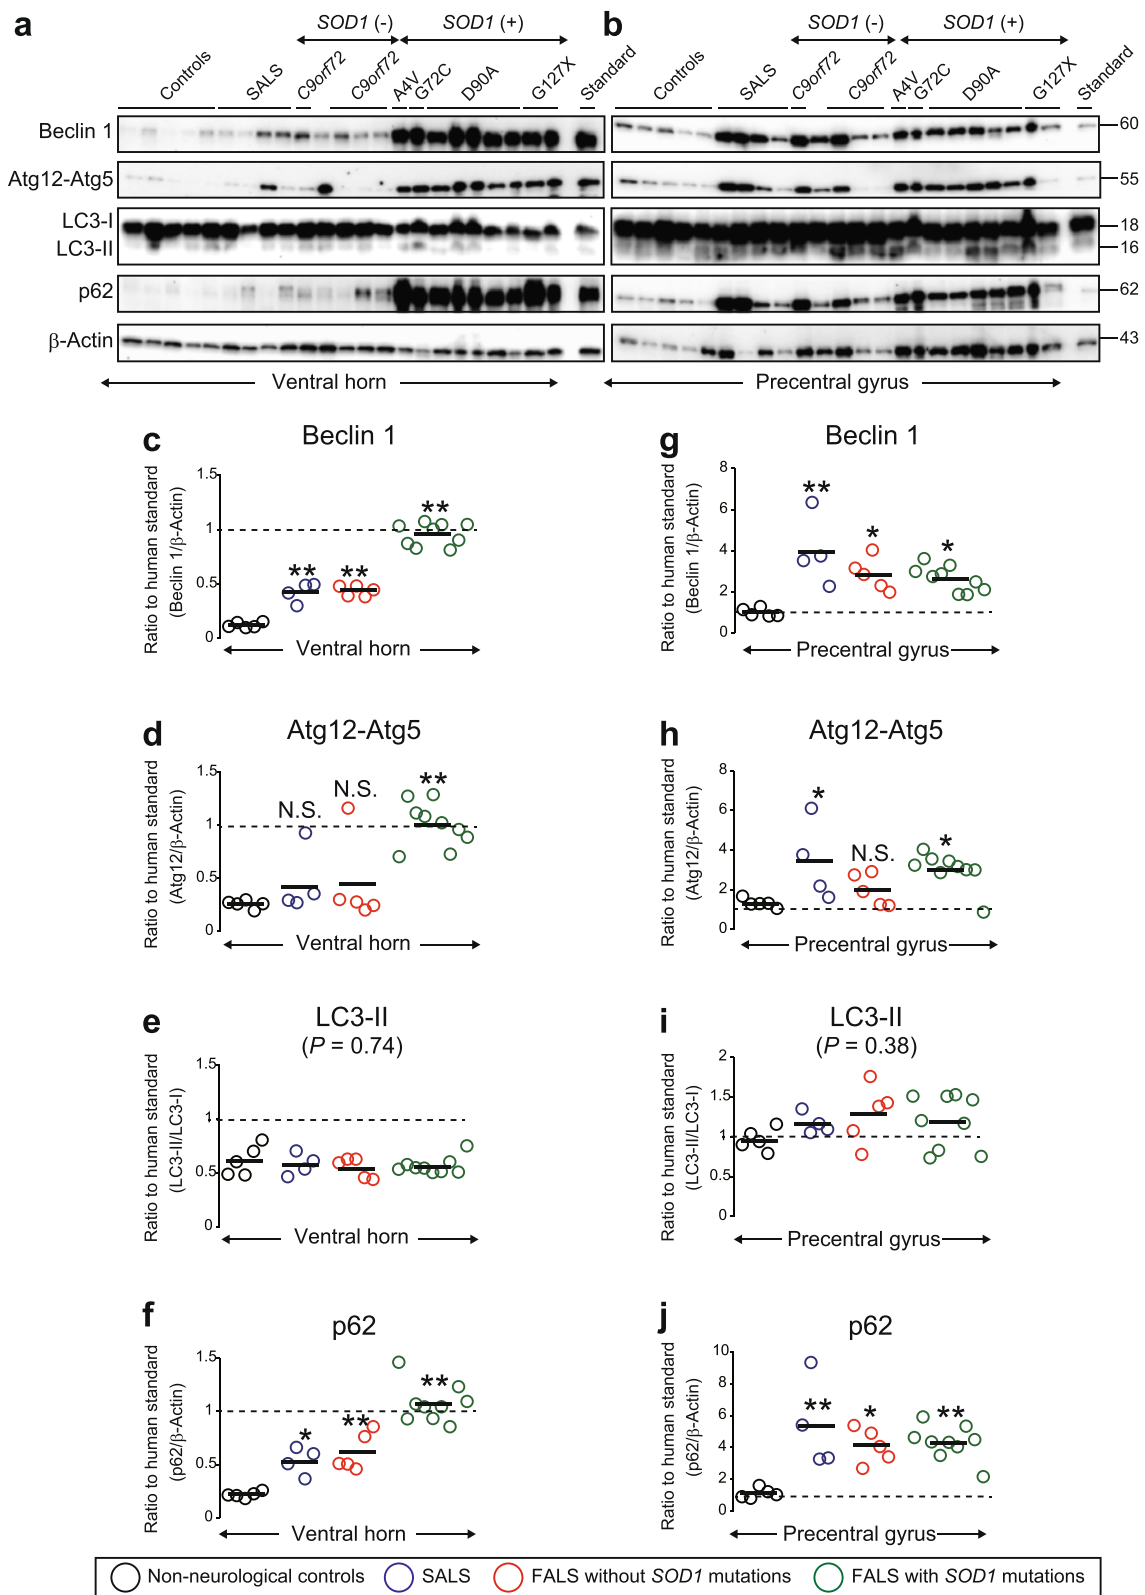 a
SOD1 (-)
SOD1 (+)
b
SOD1 (-)
SOD1 (+)
Controls
SALS
C9orf72
C9orf72
A4V
G72C
D90A
G127X
Standard
Controls
SALS
C9orf72
C9orf72
A4V
G72C
D90A
G127X
Standard
Beclin 1
60
Atg12-Atg5
55
LC3-I
18
LC3-II
16
p62
62
β-Actin
43
Ventral horn
Precentral gyrus
c
Beclin 1
Ratio to human standard
(Beclin 1/β-Actin)
1.5
1
0.5
0
**
**
**
Ventral horn
g
Beclin 1
Ratio to human standard
(Beclin 1/β-Actin)
8
6
4
2
0
**
*
*
Precentral gyrus
d
Atg12-Atg5
Ratio to human standard
(Atg12/β-Actin)
1.5
1
0.5
0
N.S.
N.S.
**
Ventral horn
h
Atg12-Atg5
Ratio to human standard
(Atg12/β-Actin)
8
6
4
2
0
*
N.S.
*
Precentral gyrus
e
LC3-II
(P = 0.74)
Ratio to human standard
(LC3-II/LC3-I)
1.5
1
0.5
0
Ventral horn
i
LC3-II
(P = 0.38)
Ratio to human standard
(LC3-II/LC3-I)
2
1.5
1
0.5
0
Precentral gyrus
f
p62
Ratio to human standard
(p62/β-Actin)
1.5
1
0.5
0
*
**
**
Ventral horn
j
p62
Ratio to human standard
(p62/β-Actin)
10
8
6
4
2
0
**
*
**
Precentral gyrus
Non-neurological controls
SALS
FALS without SOD1 mutations
FALS with SOD1 mutations